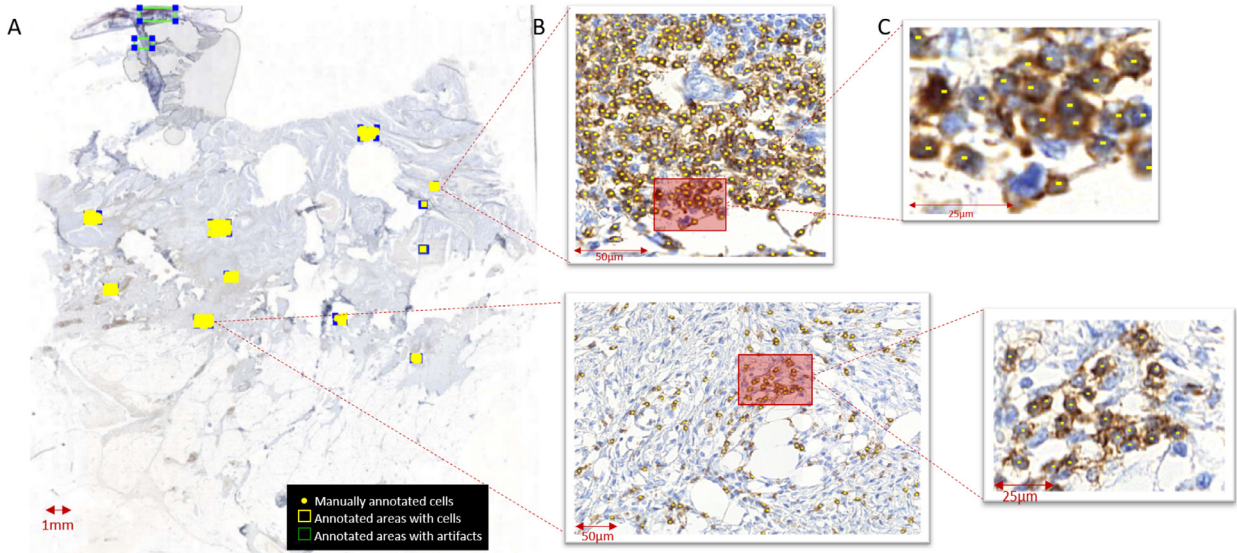 A
B
C
50µm
25µm
50µm
25µm
1mm
Manually annotated cells
Annotated areas with cells
Annotated areas with artifacts